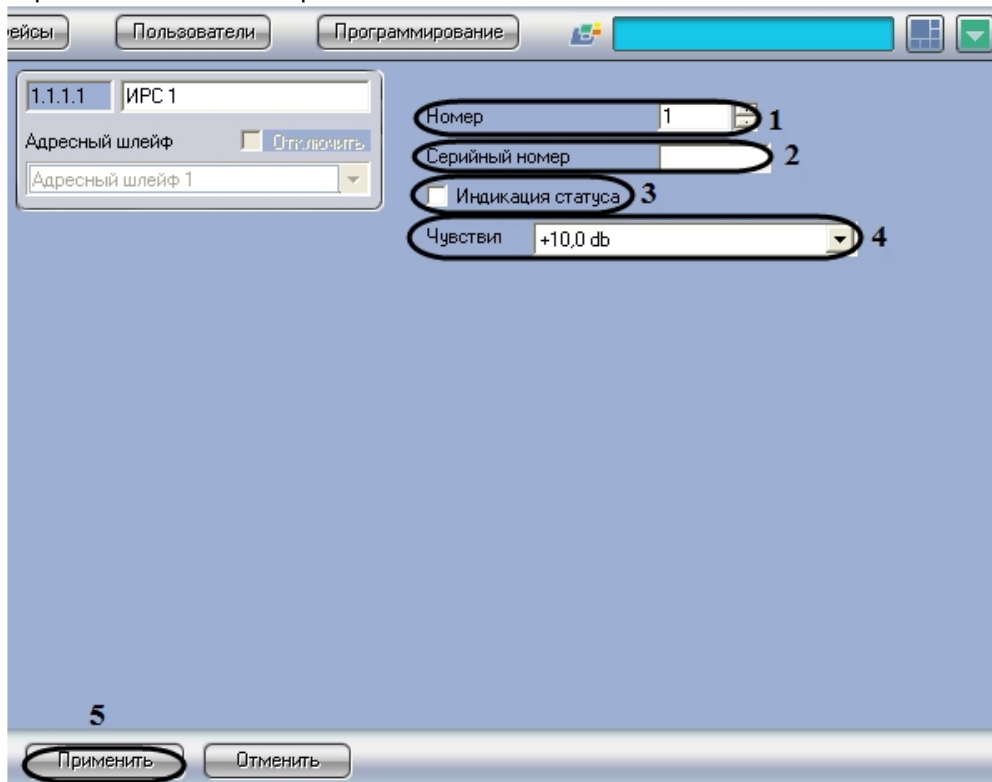 ейсы Пользователи Программирование
1.1.1.1 ИРС 1
Адресный шлейф Отключить
Адресный шлейф 1
Номер 1 1
Серийный номер 2
Индикация статуса 3
Чувствил +10,0 db 4
5
Применить Отменить